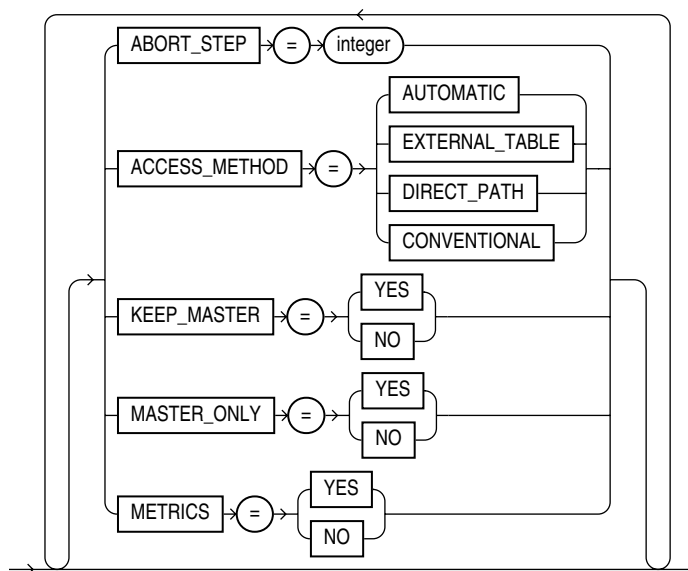 ABORT_STEP = integer
AUTOMATIC
EXTERNAL_TABLE
ACCESS_METHOD =
DIRECT_PATH
CONVENTIONAL
YES
KEEP_MASTER =
NO
YES
MASTER_ONLY =
NO
YES
METRICS =
NO